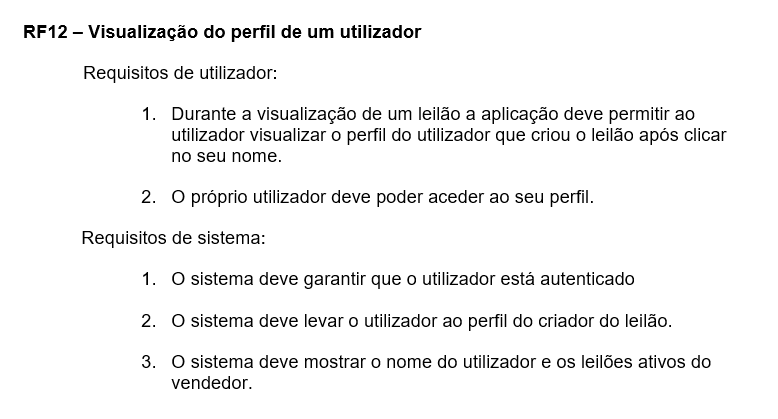 RF12 – Visualização do perfil de um utilizador
Requisitos de utilizador:
1. Durante a visualização de um leilão a aplicação deve permitir ao
utilizador visualizar o perfil do utilizador que criou o leilão após clicar
no seu nome.
2. O próprio utilizador deve poder aceder ao seu perfil.
Requisitos de sistema:
1. O sistema deve garantir que o utilizador está autenticado
2. O sistema deve levar o utilizador ao perfil do criador do leilão.
3. O sistema deve mostrar o nome do utilizador e os leilões ativos do
vendedor.